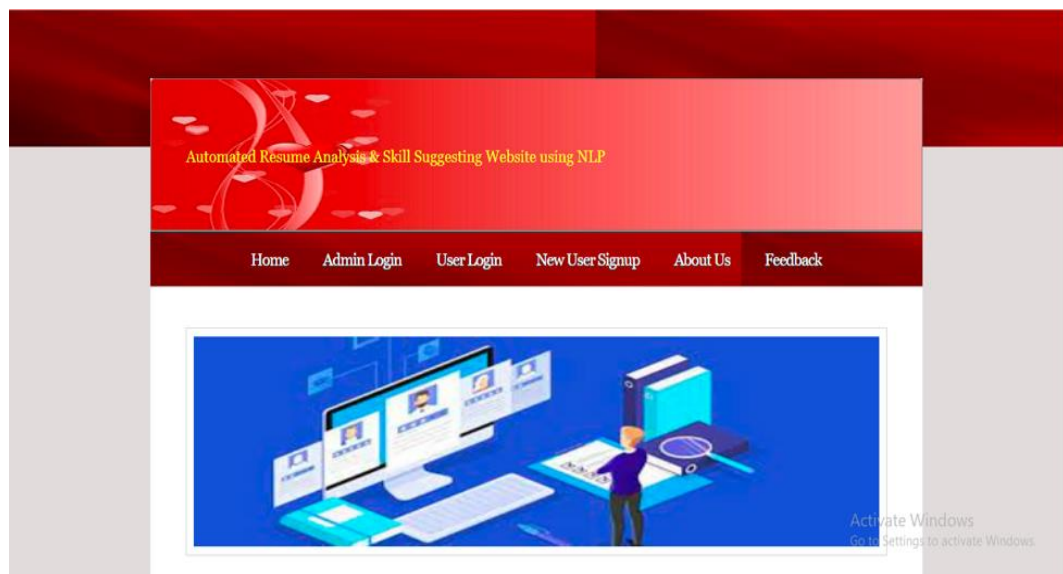 Automated Resume Analysis & Skill Suggesting Website using NLP
Home Admin Login User Login New User Signup About Us Feedback
Activate Windows
Go to Settings to activate Windows.